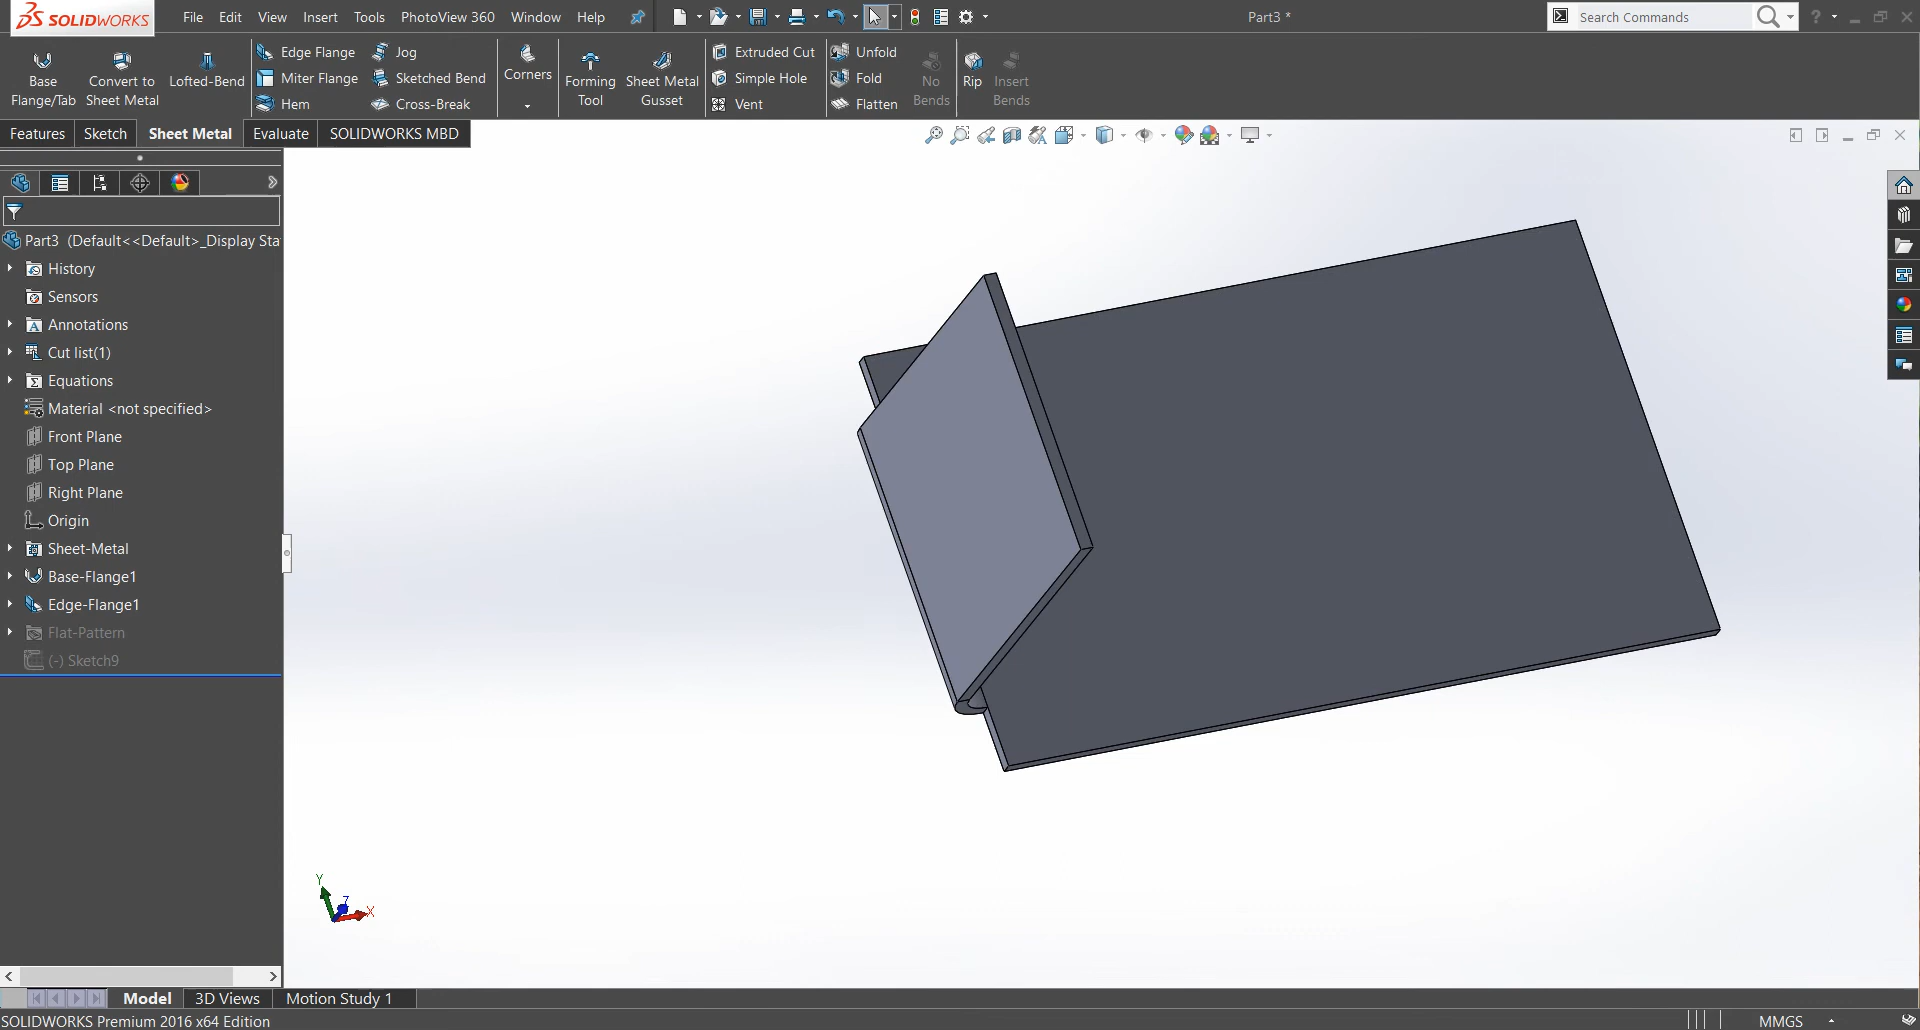 SOLIDWORKS File Edit View Insert Tools PhotoView 360 Window Help Part3 * Search Commands ?
Base Flange/Tab
Convert to Sheet Metal
Lofted-Bend
Edge Flange
Miter Flange
Hem
Jog
Sketched Bend
Cross-Break
Corners
Forming Tool
Sheet Metal Gusset
Extruded Cut
Simple Hole
Vent
Unfold
Fold
Flatten
No Bends
Rip
Insert Bends
Features Sketch Sheet Metal Evaluate SOLIDWORKS MBD
Part3 (Default<<Default>_Display Sta
History
Sensors
Annotations
Cut list(1)
Equations
Material <not specified>
Front Plane
Top Plane
Right Plane
Origin
Sheet-Metal
Base-Flange1
Edge-Flange1
Flat-Pattern
(-) Sketch9
Y
Z
X
Model 3D Views Motion Study 1
SOLIDWORKS Premium 2016 x64 Edition MMGS